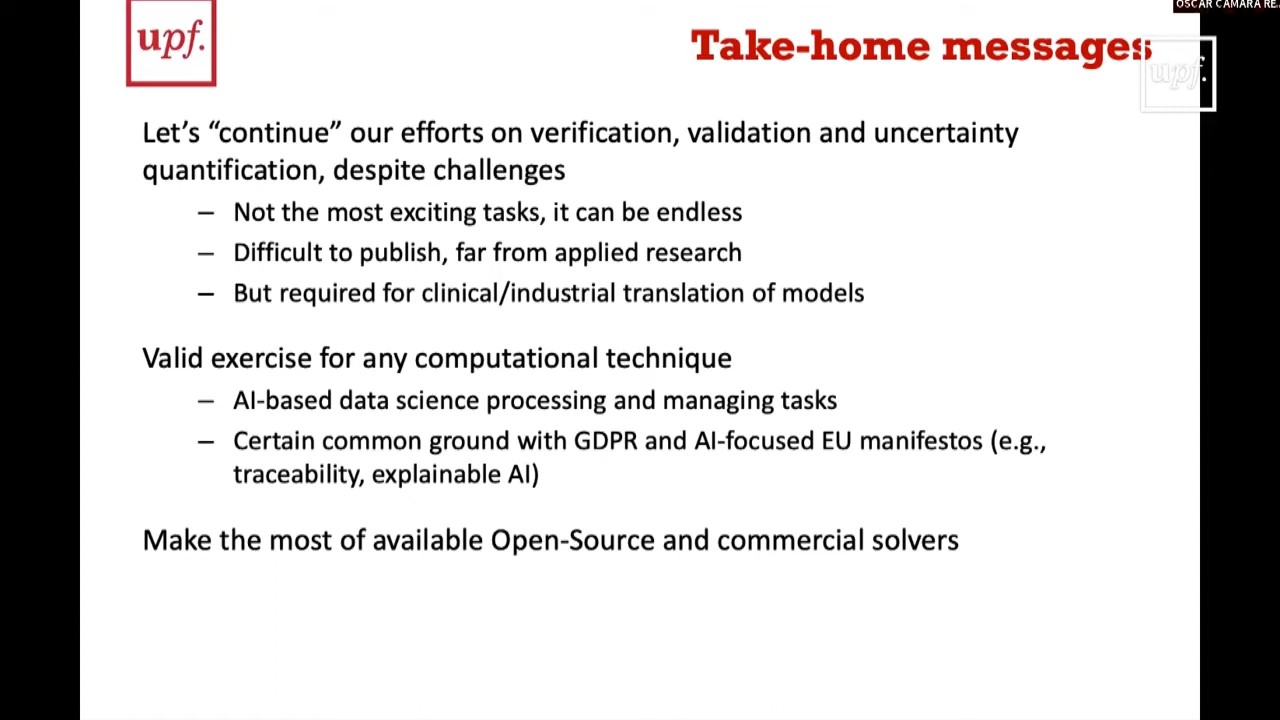 OSCAR CAMARA RE
upf.
Take-home messages
upf.
Let’s “continue” our efforts on verification, validation and uncertainty
quantification, despite challenges
– Not the most exciting tasks, it can be endless
– Difficult to publish, far from applied research
– But required for clinical/industrial translation of models
Valid exercise for any computational technique
– AI-based data science processing and managing tasks
– Certain common ground with GDPR and AI-focused EU manifestos (e.g.,
traceability, explainable AI)
Make the most of available Open-Source and commercial solvers